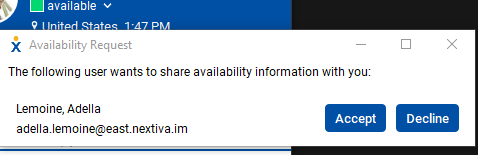 available
United States, 1:47 PM
Availability Request
The following user wants to share availability information with you:
Lemoine, Adella
adella.lemoine@east.nextiva.im
Accept
Decline